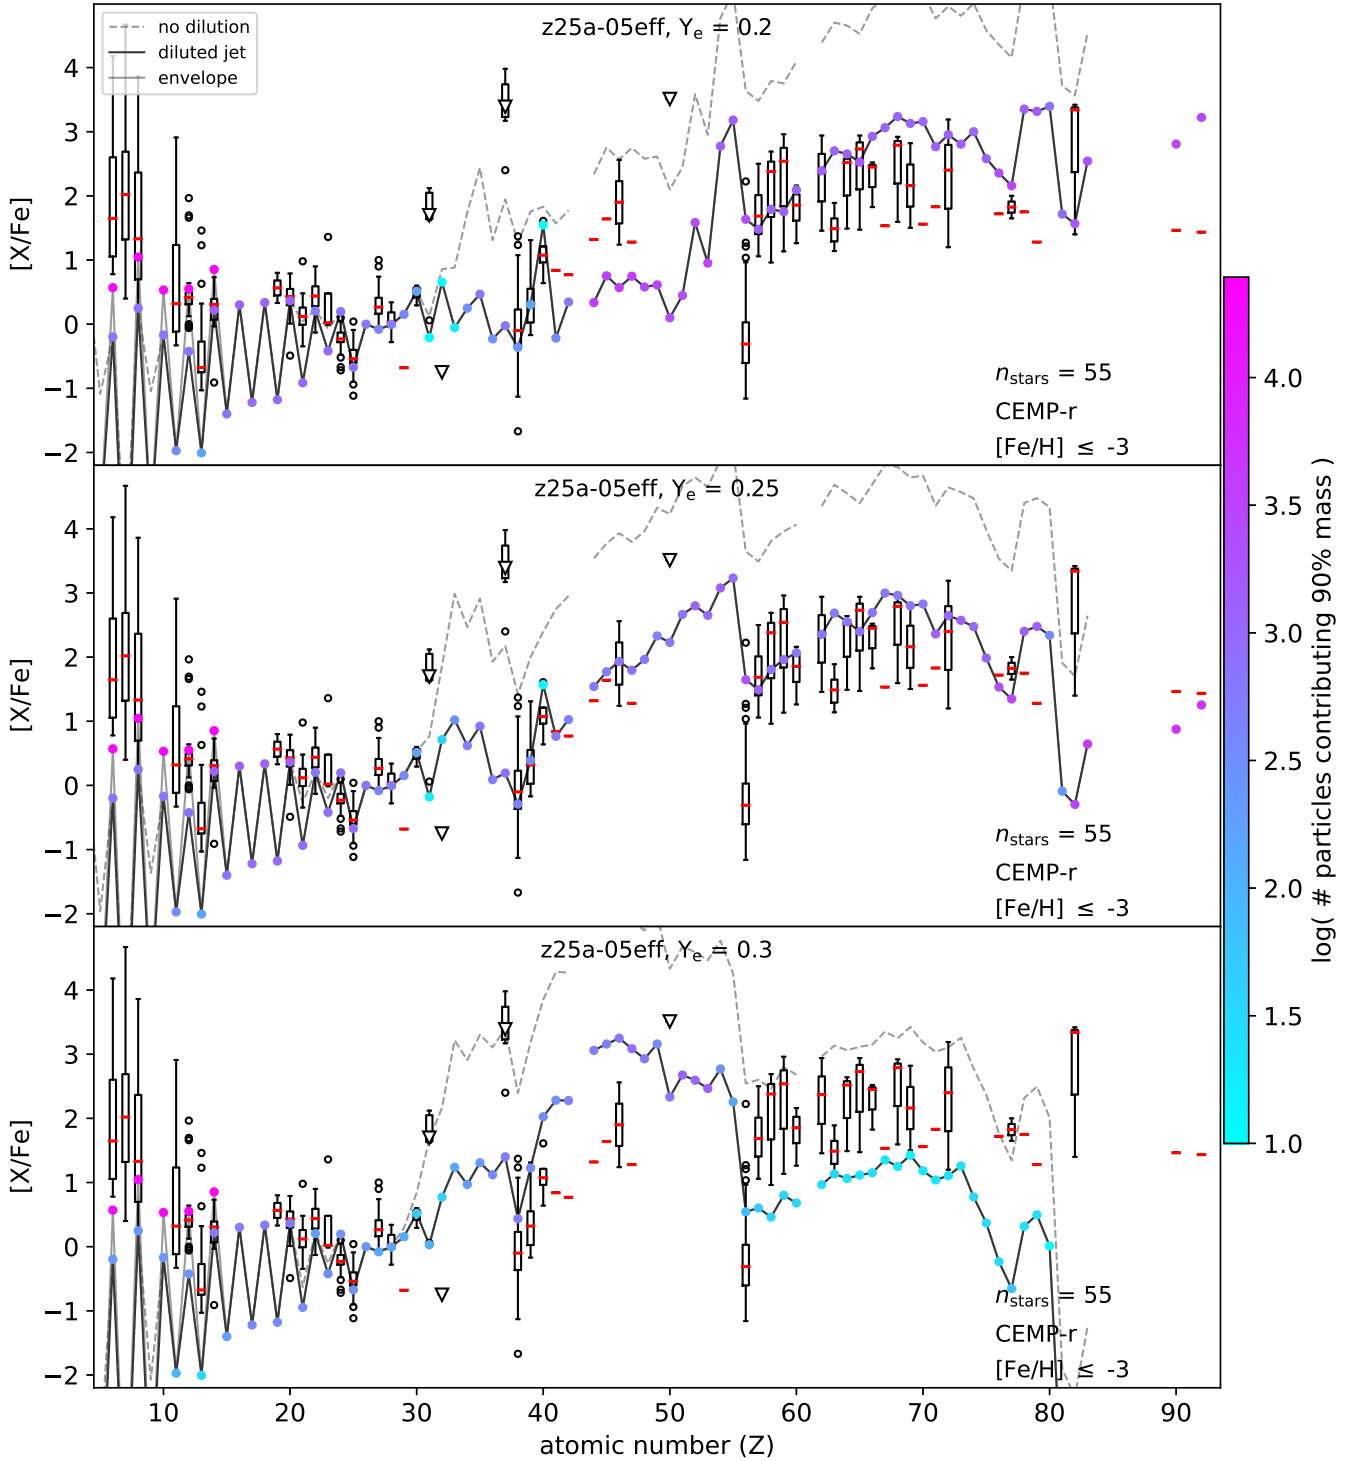 no dilution
diluted jet
envelope
z25a-05eff, Yₑ = 0.2
4
3
2
1
0
−1
−2
[X/Fe]
nstars = 55
CEMP-r
[Fe/H] ≤ -3
z25a-05eff, Yₑ = 0.25
4
3
2
1
0
−1
−2
[X/Fe]
nstars = 55
CEMP-r
[Fe/H] ≤ -3
z25a-05eff, Yₑ = 0.3
4
3
2
1
0
−1
−2
[X/Fe]
nstars = 55
CEMP-r
[Fe/H] ≤ -3
10 20 30 40 50 60 70 80 90
atomic number (Z)
4.0
3.5
3.0
2.5
2.0
1.5
1.0
log( # particles contributing 90% mass )